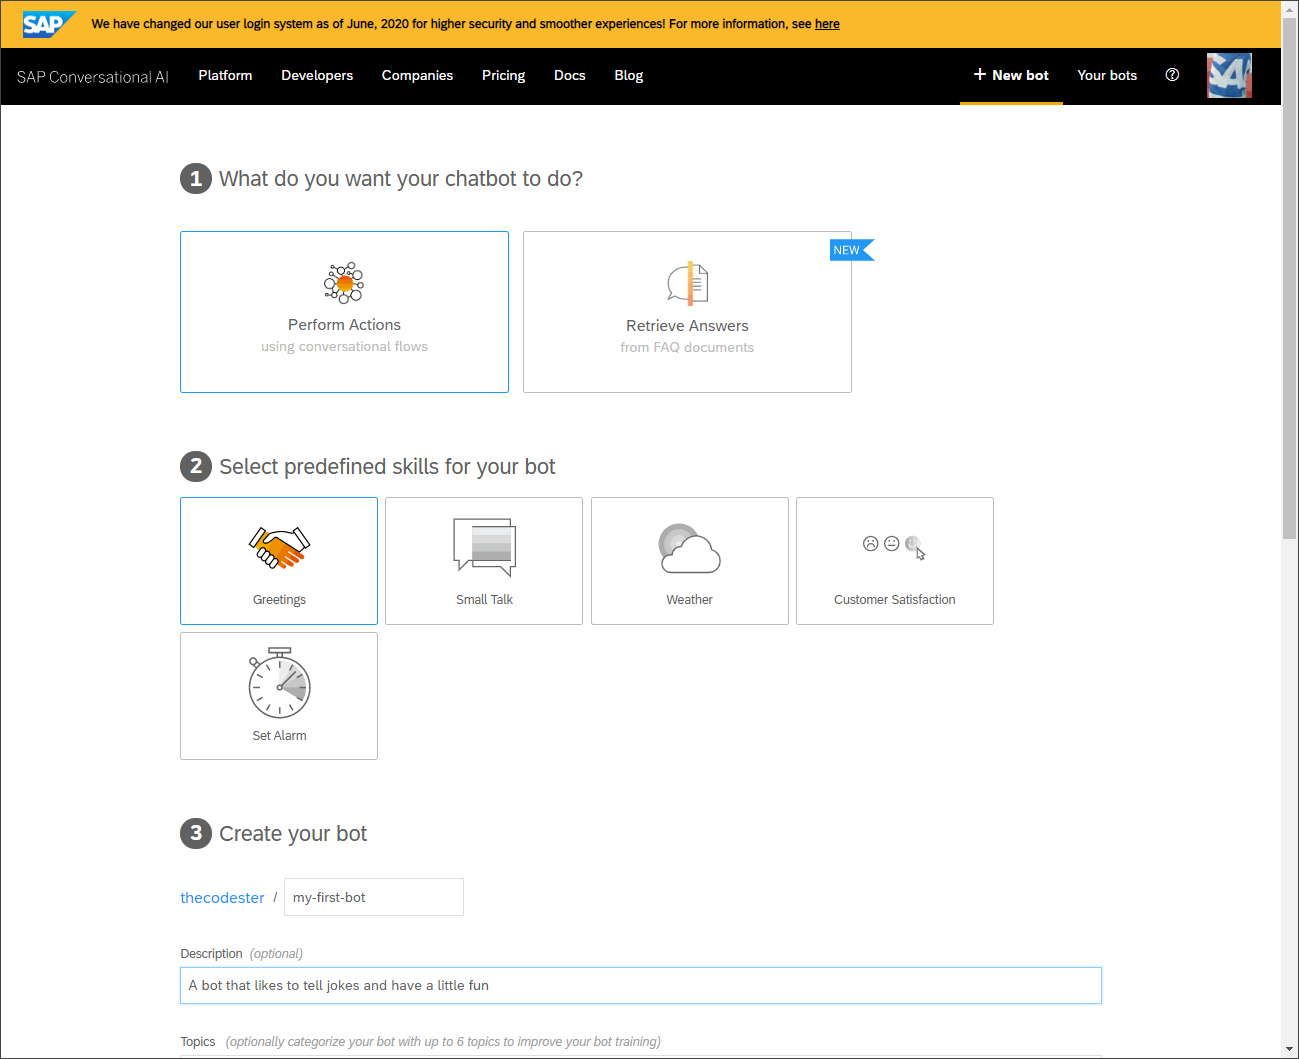 SAP We have changed our user login system as of June, 2020 for higher security and smoother experiences! For more information, see here
SAP Conversational AI Platform Developers Companies Pricing Docs Blog + New bot Your bots ?
SA
1 What do you want your chatbot to do?
NEW
Perform Actions
using conversational flows
Retrieve Answers
from FAQ documents
2 Select predefined skills for your bot
Greetings
Small Talk
Weather
Customer Satisfaction
Set Alarm
3 Create your bot
thecodester / my-first-bot
Description (optional)
A bot that likes to tell jokes and have a little fun
Topics (optionally categorize your bot with up to 6 topics to improve your bot training)